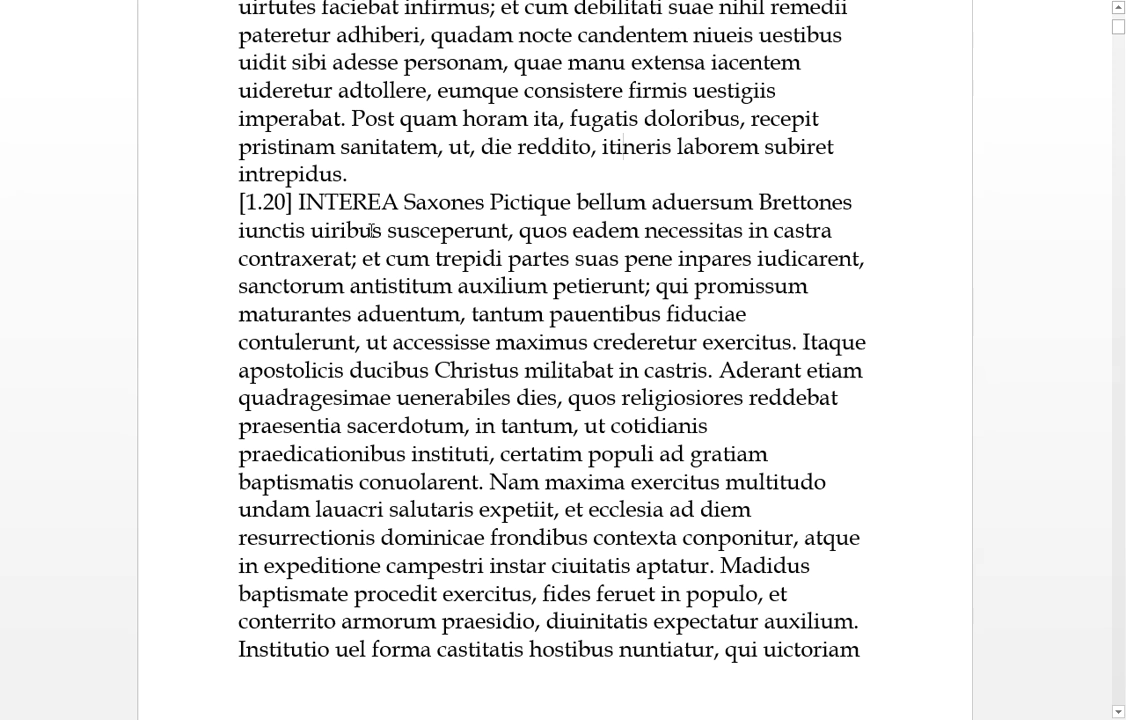 uirtutes faciebat infirmus; et cum debilitati suae nihil remedii
pateretur adhiberi, quadam nocte candentem niueis uestibus
uidit sibi adesse personam, quae manu extensa iacentem
uideretur adtollere, eumque consistere firmis uestigiis
imperabat. Post quam horam ita, fugatis doloribus, recepit
pristinam sanitatem, ut, die reddito, itineris laborem subiret
intrepidus.
[1.20] INTEREA Saxones Pictique bellum aduersum Brettones
iunctis uiribus susceperunt, quos eadem necessitas in castra
contraxerat; et cum trepidi partes suas pene inpares iudicarent,
sanctorum antistitum auxilium petierunt; qui promissum
maturantes aduentum, tantum pauentibus fiduciae
contulerunt, ut accessisse maximus crederetur exercitus. Itaque
apostolicis ducibus Christus militabat in castris. Aderant etiam
quadragesimae uenerabiles dies, quos religiosiores reddebat
praesentia sacerdotum, in tantum, ut cotidianis
praedicationibus instituti, certatim populi ad gratiam
baptismatis conuolarent. Nam maxima exercitus multitudo
undam lauacri salutaris expetiit, et ecclesia ad diem
resurrectionis dominicae frondibus contexta conponitur, atque
in expeditione campestri instar ciuitatis aptatur. Madidus
baptismate procedit exercitus, fides feruet in populo, et
conterrito armorum praesidio, diuinitatis expectatur auxilium.
Institutio uel forma castitatis hostibus nuntiatur, qui uictoriam